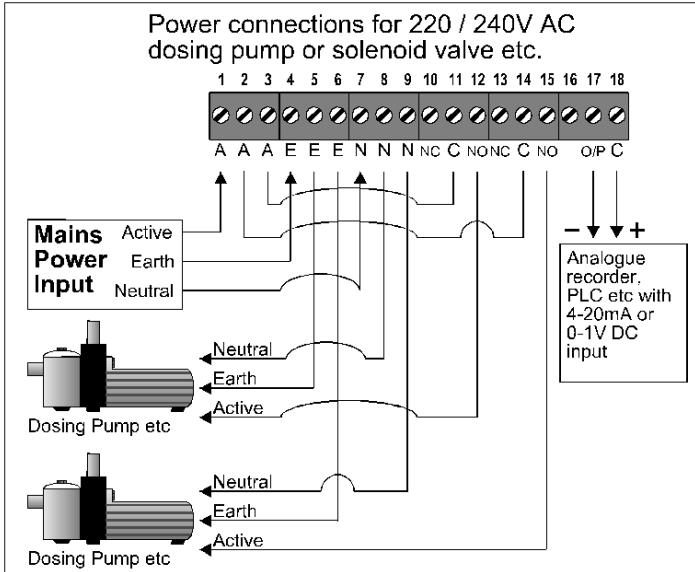 Power connections for 220 / 240V AC
dosing pump or solenoid valve etc.
1 2 3 4 5 6 7 8 9 10 11 12 13 14 15 16 17 18
A A A E E E N N N NC C NO NC C NO O/P C
Mains
Power
Input
Active
Earth
Neutral
− +
Analogue
recorder,
PLC etc with
4-20mA or
0-1V DC
input
Neutral
Earth
Active
Dosing Pump etc
Neutral
Earth
Active
Dosing Pump etc